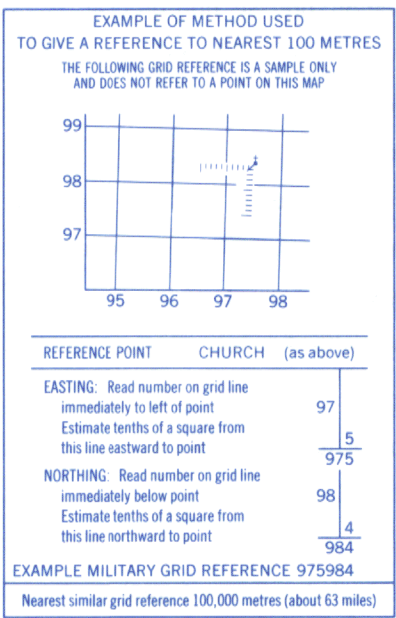 EXAMPLE OF METHOD USED
TO GIVE A REFERENCE TO NEAREST 100 METRES
THE FOLLOWING GRID REFERENCE IS A SAMPLE ONLY
AND DOES NOT REFER TO A POINT ON THIS MAP
99
98
97
95 96 97 98
REFERENCE POINT CHURCH (as above)
EASTING: Read number on grid line
immediately to left of point 97
Estimate tenths of a square from
this line eastward to point 5
975
NORTHING: Read number on grid line
immediately below point 98
Estimate tenths of a square from
this line northward to point 4
984
EXAMPLE MILITARY GRID REFERENCE 975984
Nearest similar grid reference 100,000 metres (about 63 miles)